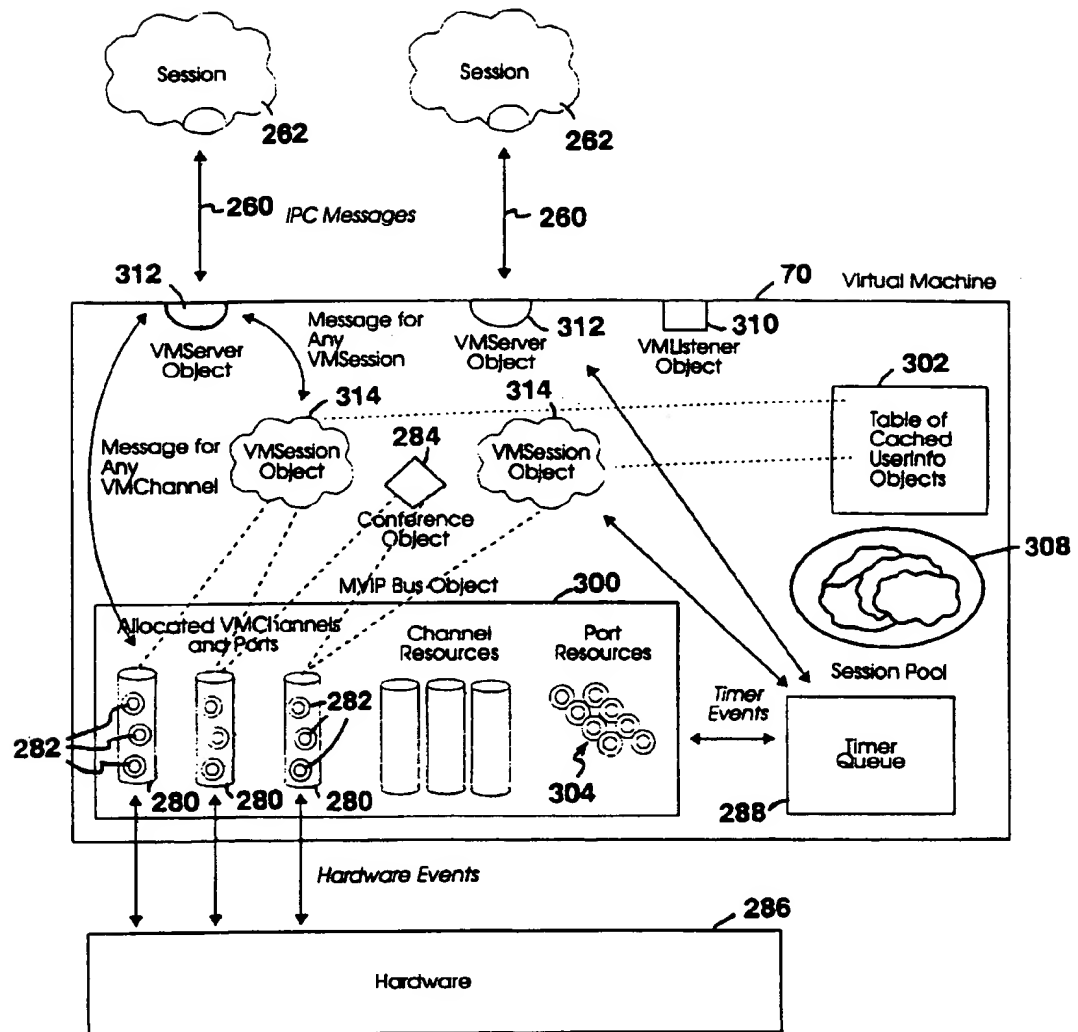 Session
Session
262
262
260
IPC Messages
260
312
70
Virtual Machine
VMServer
Object
Message for
Any
VMSession
312
VMServer
Object
310
VMListener
Object
302
Table of
Cached
UserInfo
Objects
314
314
Message for
Any
VMChannel
VMSession
Object
284
Conference
Object
VMSession
Object
308
MVIP Bus Object
300
Allocated VMChannels
and Ports
Channel
Resources
Port
Resources
Session Pool
Timer
Events
282
282
304
Timer
Queue
288
280
280
280
Hardware Events
286
Hardware